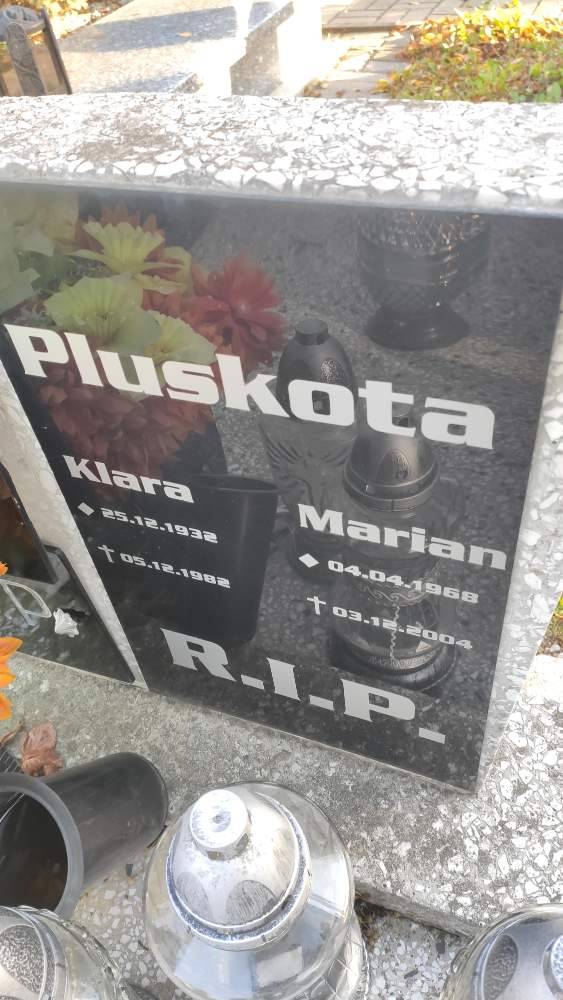 Pluskota
Klara
25.12.1932
05.12.1982
Marian
04.04.1968
03.12.2004
R.I.P.